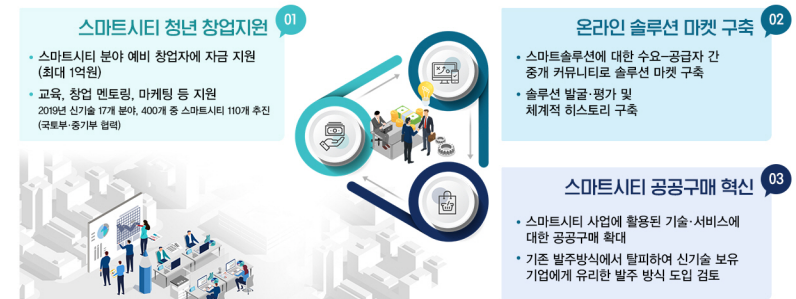 스마트시티 청년 창업지원
01
• 스마트시티 분야 예비 창업자에 자금 지원
(최대 1억원)
• 교육, 창업 멘토링, 마케팅 등 지원
2019년 신기술 17개 분야, 400개 중 스마트시티 110개 추진
(국토부·중기부 협력)
온라인 솔루션 마켓 구축
02
• 스마트솔루션에 대한 수요-공급자 간
중개 커뮤니티로 솔루션 마켓 구축
• 솔루션 발굴·평가 및
체계적 히스토리 구축
스마트시티 공공구매 혁신
03
• 스마트시티 사업에 활용된 기술·서비스에
대한 공공구매 확대
• 기존 발주방식에서 탈피하여 신기술 보유
기업에게 유리한 발주 방식 도입 검토